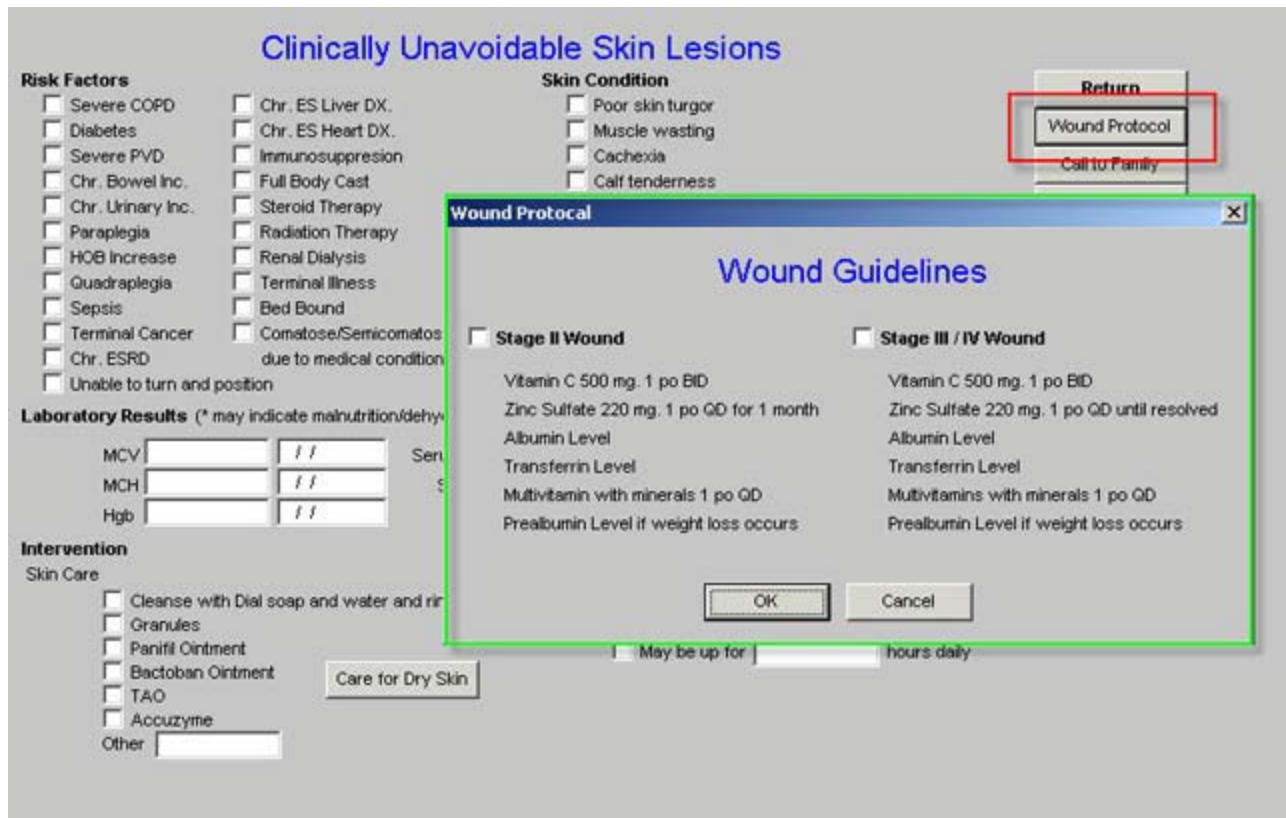 Clinically Unavoidable Skin Lesions
Risk Factors
Severe COPD
Diabetes
Severe PVD
Chr. Bowel Inc.
Chr. Urinary Inc.
Paraplegia
HOB Increase
Quadraplegia
Sepsis
Terminal Cancer
Chr. ESRD
Unable to turn and position
Chr. ES Liver DX.
Chr. ES Heart DX.
Immunosuppresion
Full Body Cast
Steroid Therapy
Radiation Therapy
Renal Dialysis
Terminal Illness
Bed Bound
Comatose/Semicomatos
due to medical condition
Skin Condition
Poor skin turgor
Muscle wasting
Cachexia
Calf tenderness
Return
Wound Protocol
Call to Family
Laboratory Results (* may indicate malnutrition/dehy
MCV / /
MCH / /
Hgb / /
Intervention
Skin Care
Cleanse with Dial soap and water and rin
Granules
Panifil Ointment
Bactoban Ointment
TAO
Accuzyme
Other
Care for Dry Skin
May be up for hours daily
Wound Protocal
Wound Guidelines
Stage II Wound
Vitamin C 500 mg. 1 po BID
Zinc Sulfate 220 mg. 1 po QD for 1 month
Albumin Level
Transferrin Level
Multivitamin with minerals 1 po QD
Prealbumin Level if weight loss occurs
Stage III / IV Wound
Vitamin C 500 mg. 1 po BID
Zinc Sulfate 220 mg. 1 po QD until resolved
Albumin Level
Transferrin Level
Multivitamins with minerals 1 po QD
Prealbumin Level if weight loss occurs
OK
Cancel